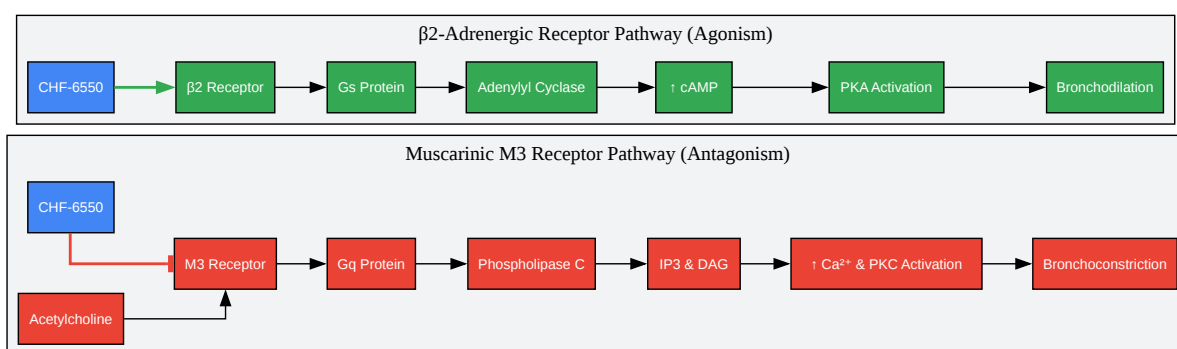 β2-Adrenergic Receptor Pathway (Agonism)
CHF-6550
β2 Receptor
Gs Protein
Adenylyl Cyclase
↑ cAMP
PKA Activation
Bronchodilation
Muscarinic M3 Receptor Pathway (Antagonism)
CHF-6550
M3 Receptor
Gq Protein
Phospholipase C
IP3 & DAG
↑ Ca²⁺ & PKC Activation
Bronchoconstriction
Acetylcholine